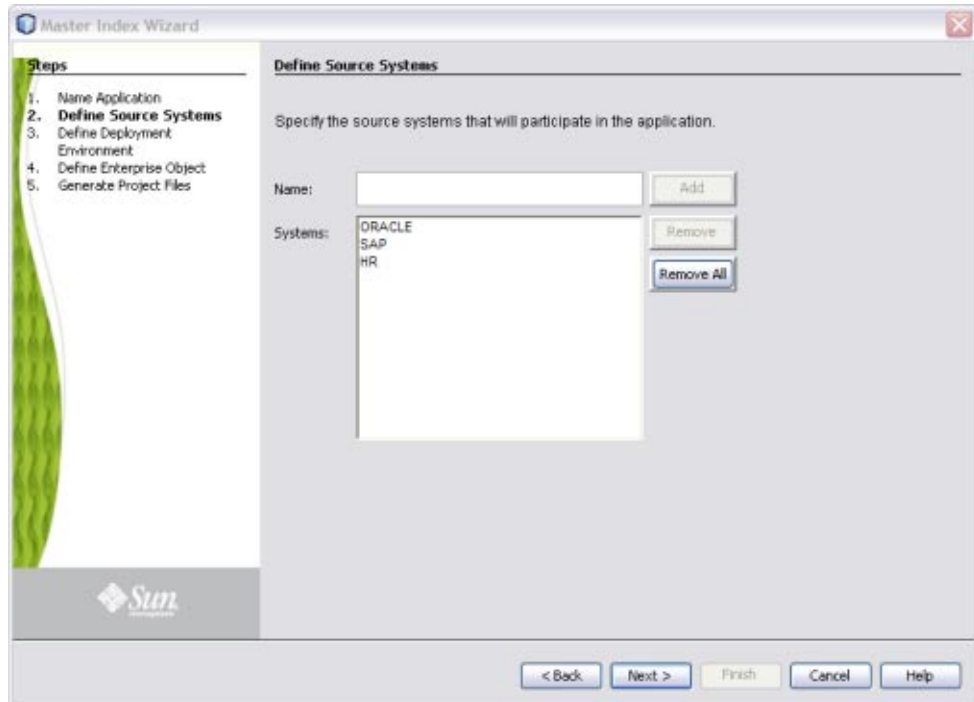 Master Index Wizard
Steps
1. Name Application
2. Define Source Systems
3. Define Deployment
Environment
4. Define Enterprise Object
5. Generate Project Files
Define Source Systems
Specify the source systems that will participate in the application.
Name:
Add
Systems:
ORACLE
SAP
HR
Remove
Remove All
Sun
< Back
Next >
Finish
Cancel
Help